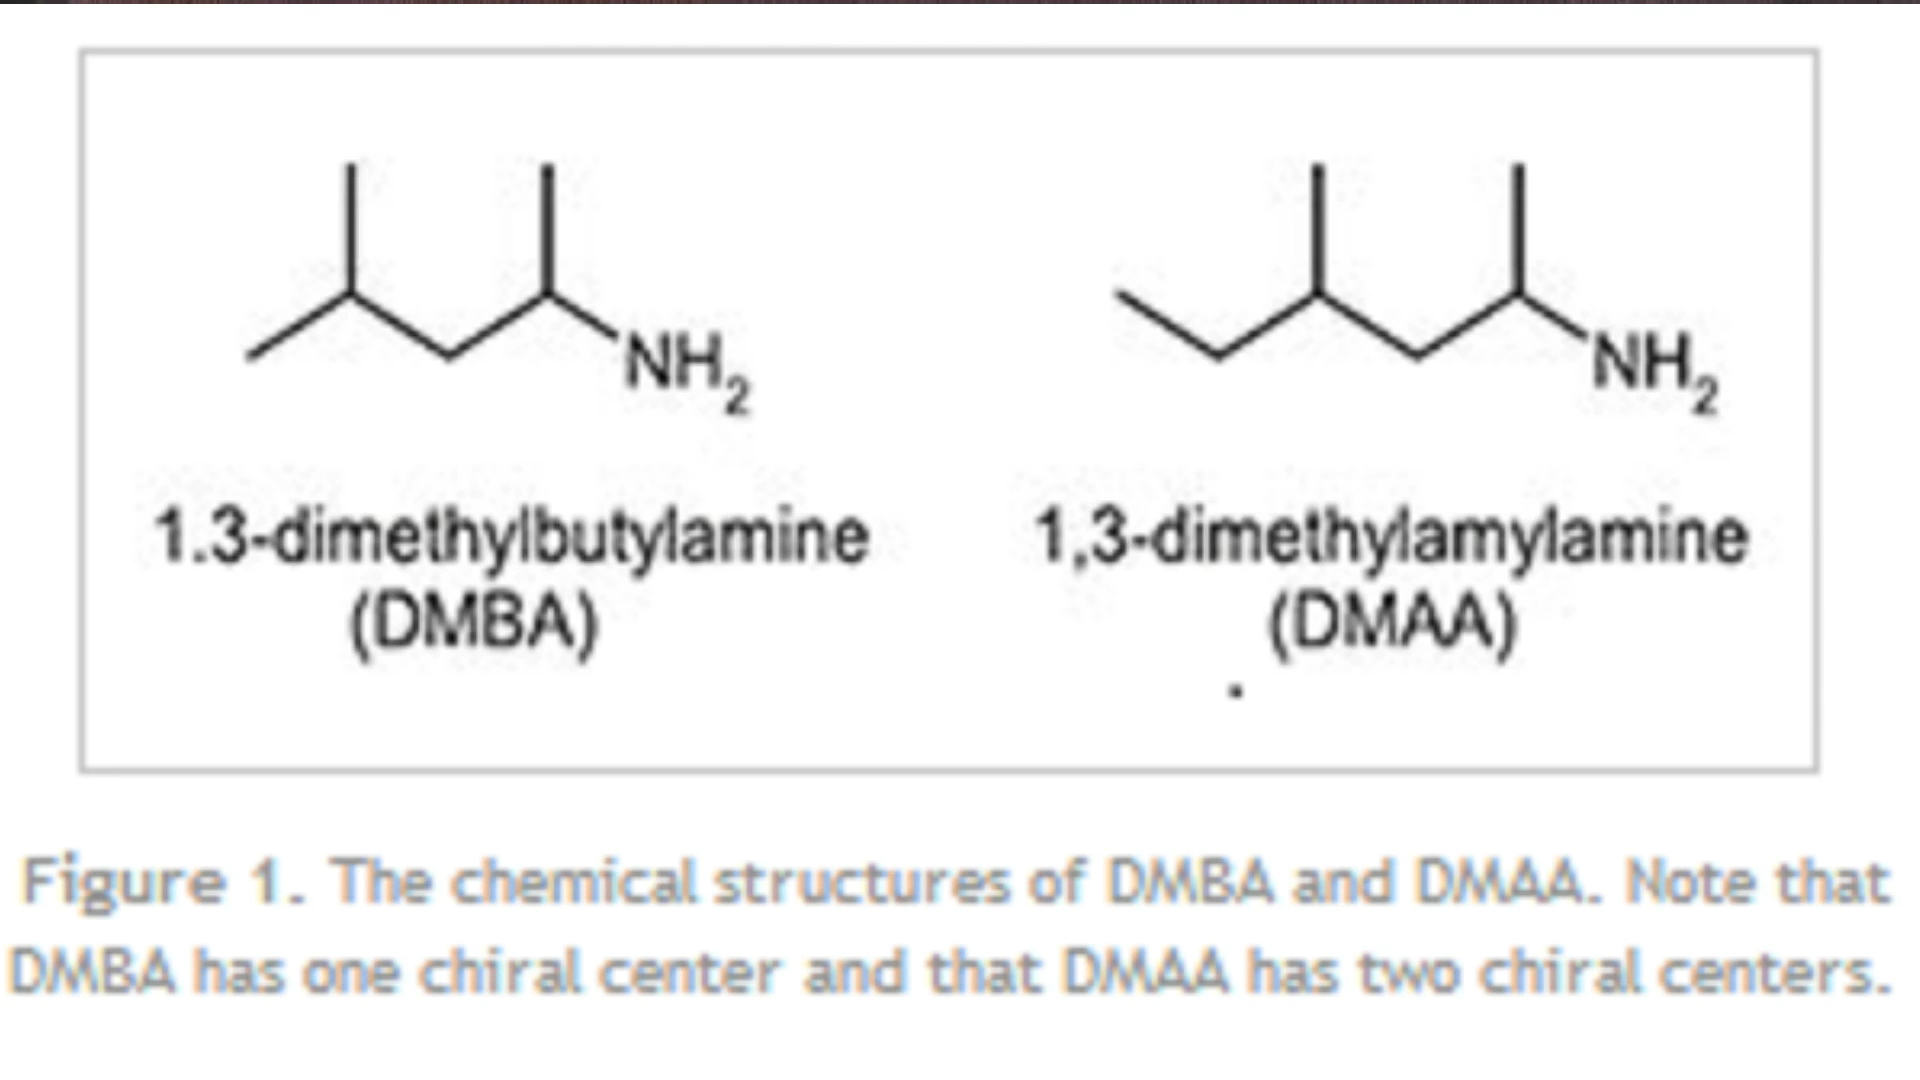 NH2
NH2
1.3-dimethylbutylamine
(DMBA)
1,3-dimethylamylamine
(DMAA)
Figure 1. The chemical structures of DMBA and DMAA. Note that
DMBA has one chiral center and that DMAA has two chiral centers.